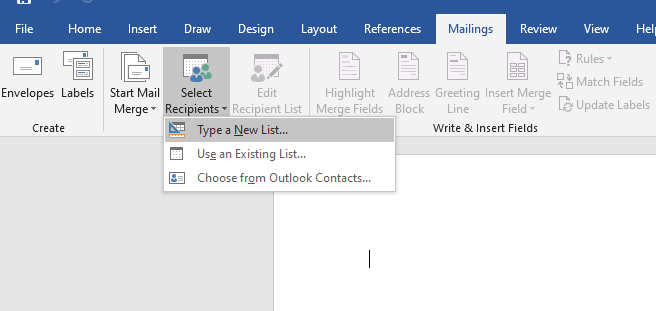 File Home Insert Draw Design Layout References Mailings Review View
Envelopes Labels Start Mail Merge Select Recipients Edit Recipient List Highlight Merge Fields Address Block Greeting Line Insert Merge Field
Rules
Match Fields
Update Labels
Create Write & Insert Fields
Type a New List...
Use an Existing List...
Choose from Outlook Contacts...